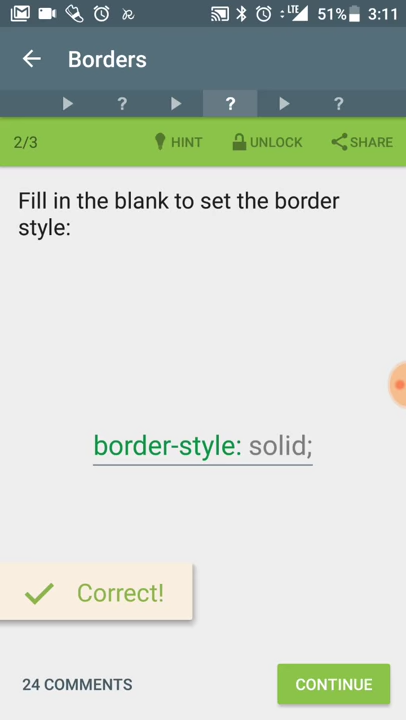 LTE 51% 3:11
Borders
? ? ?
2/3 HINT UNLOCK SHARE
Fill in the blank to set the border
style:
border-style: solid;
Correct!
24 COMMENTS CONTINUE